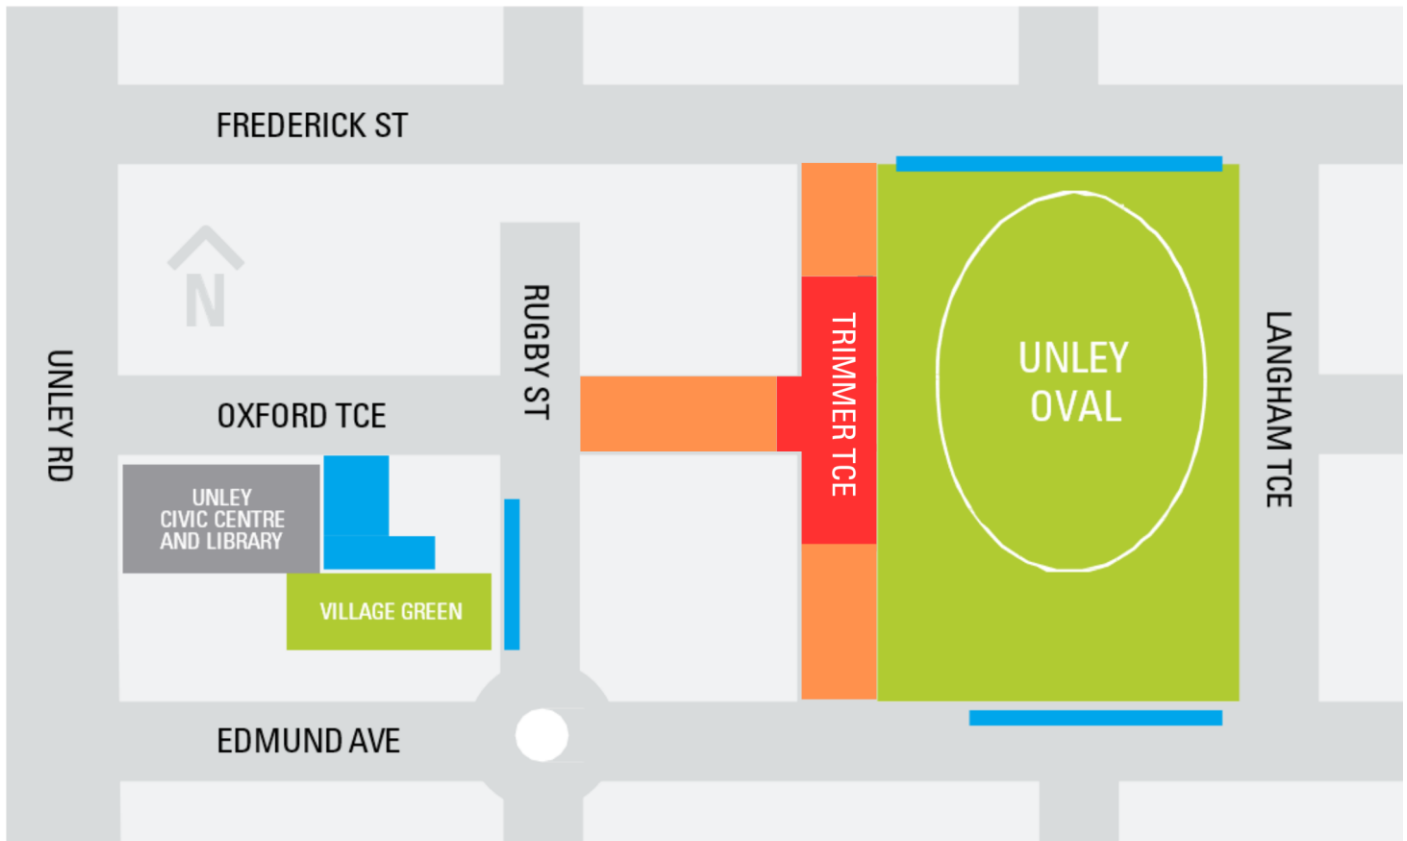 FREDERICK ST
N
RUGBY ST
UNLEY RD
OXFORD TCE
TRIMMER TCE
UNLEY
OVAL
LANGHAM TCE
UNLEY
CIVIC CENTRE
AND LIBRARY
VILLAGE GREEN
EDMUND AVE